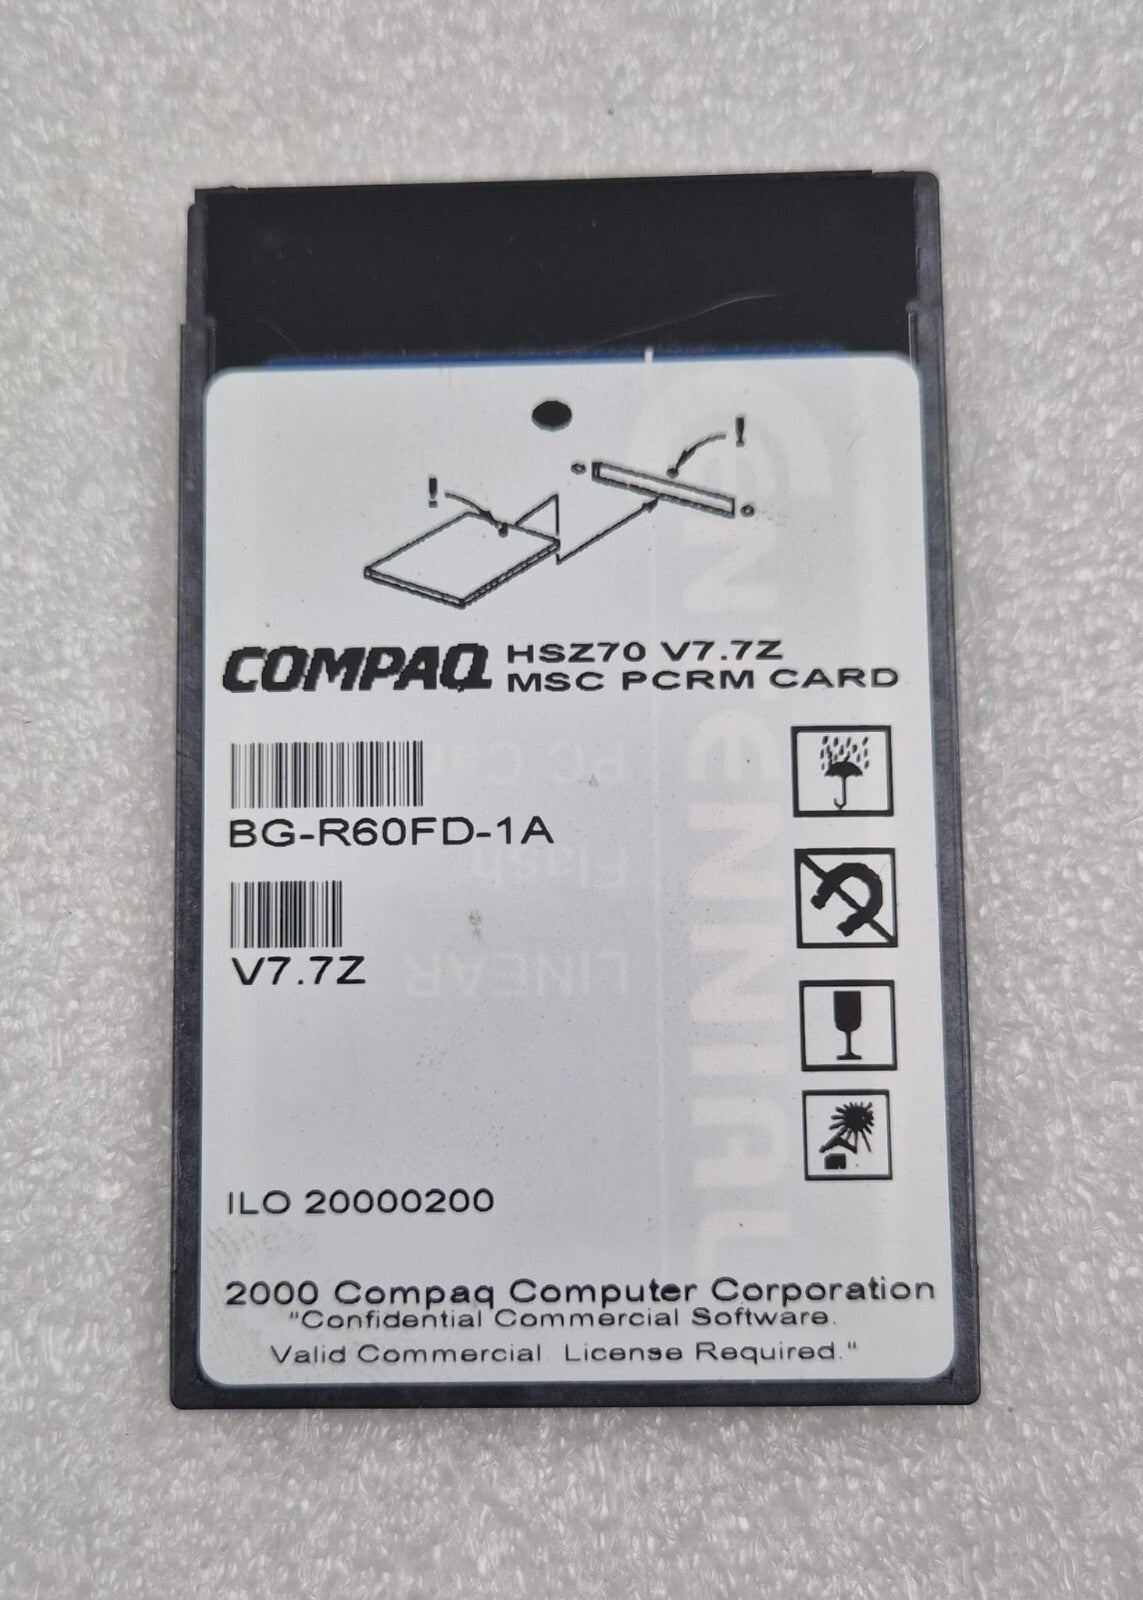 !
!
COMPAQ HSZ70 V7.7Z
MSC PCRM CARD
BG-R60FD-1A
V7.7Z
ILO 20000200
2000 Compaq Computer Corporation
"Confidential Commercial Software.
Valid Commercial License Required."